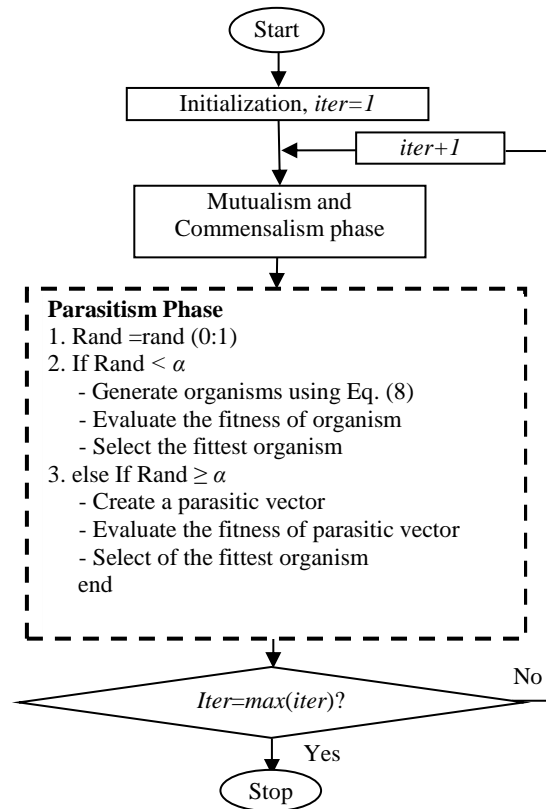 Start
Initialization, iter=1
iter+1
Mutualism and
Commensalism phase
Parasitism Phase
1. Rand =rand (0:1)
2. If Rand < α
- Generate organisms using Eq. (8)
- Evaluate the fitness of organism
- Select the fittest organism
3. else If Rand ≥ α
- Create a parasitic vector
- Evaluate the fitness of parasitic vector
- Select of the fittest organism
end
Iter=max(iter)?
No
Yes
Stop